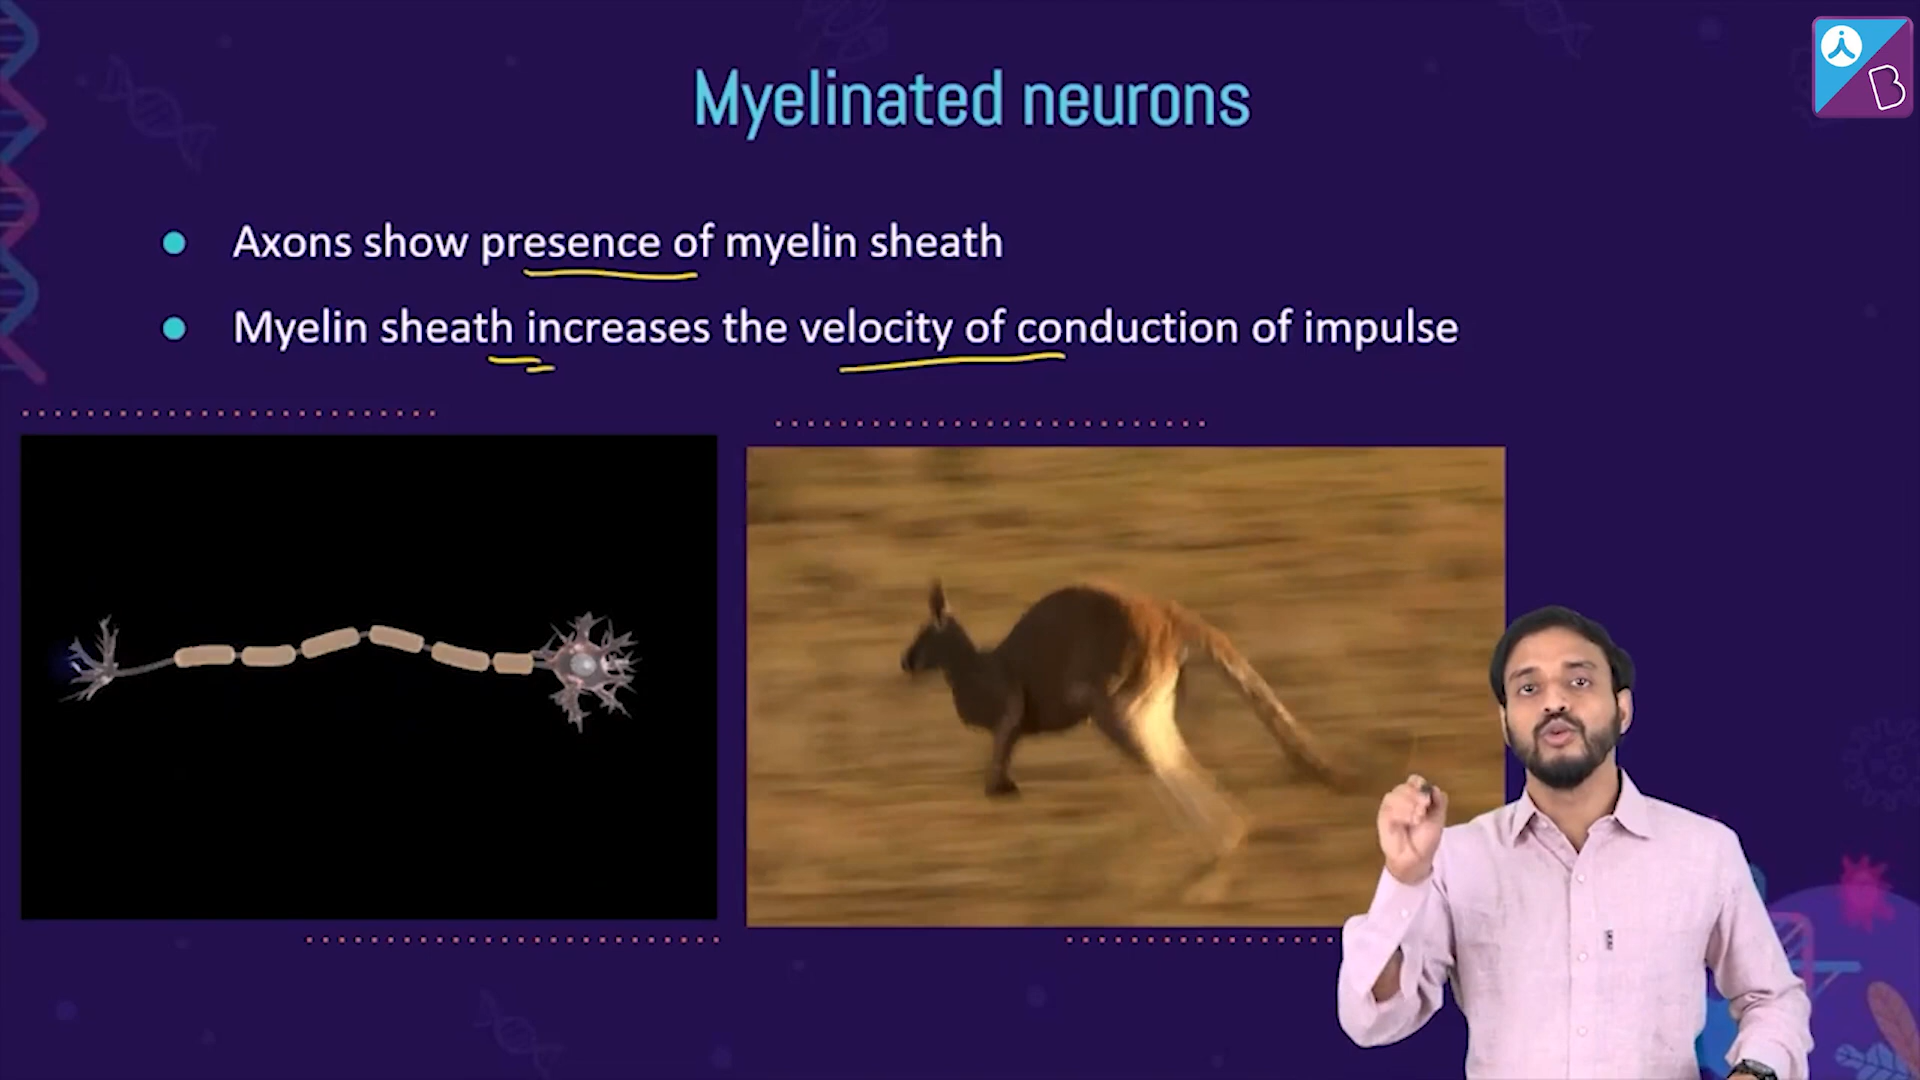 Myelinated neurons
Axons show presence of myelin sheath
Myelin sheath increases the velocity of conduction of impulse
B